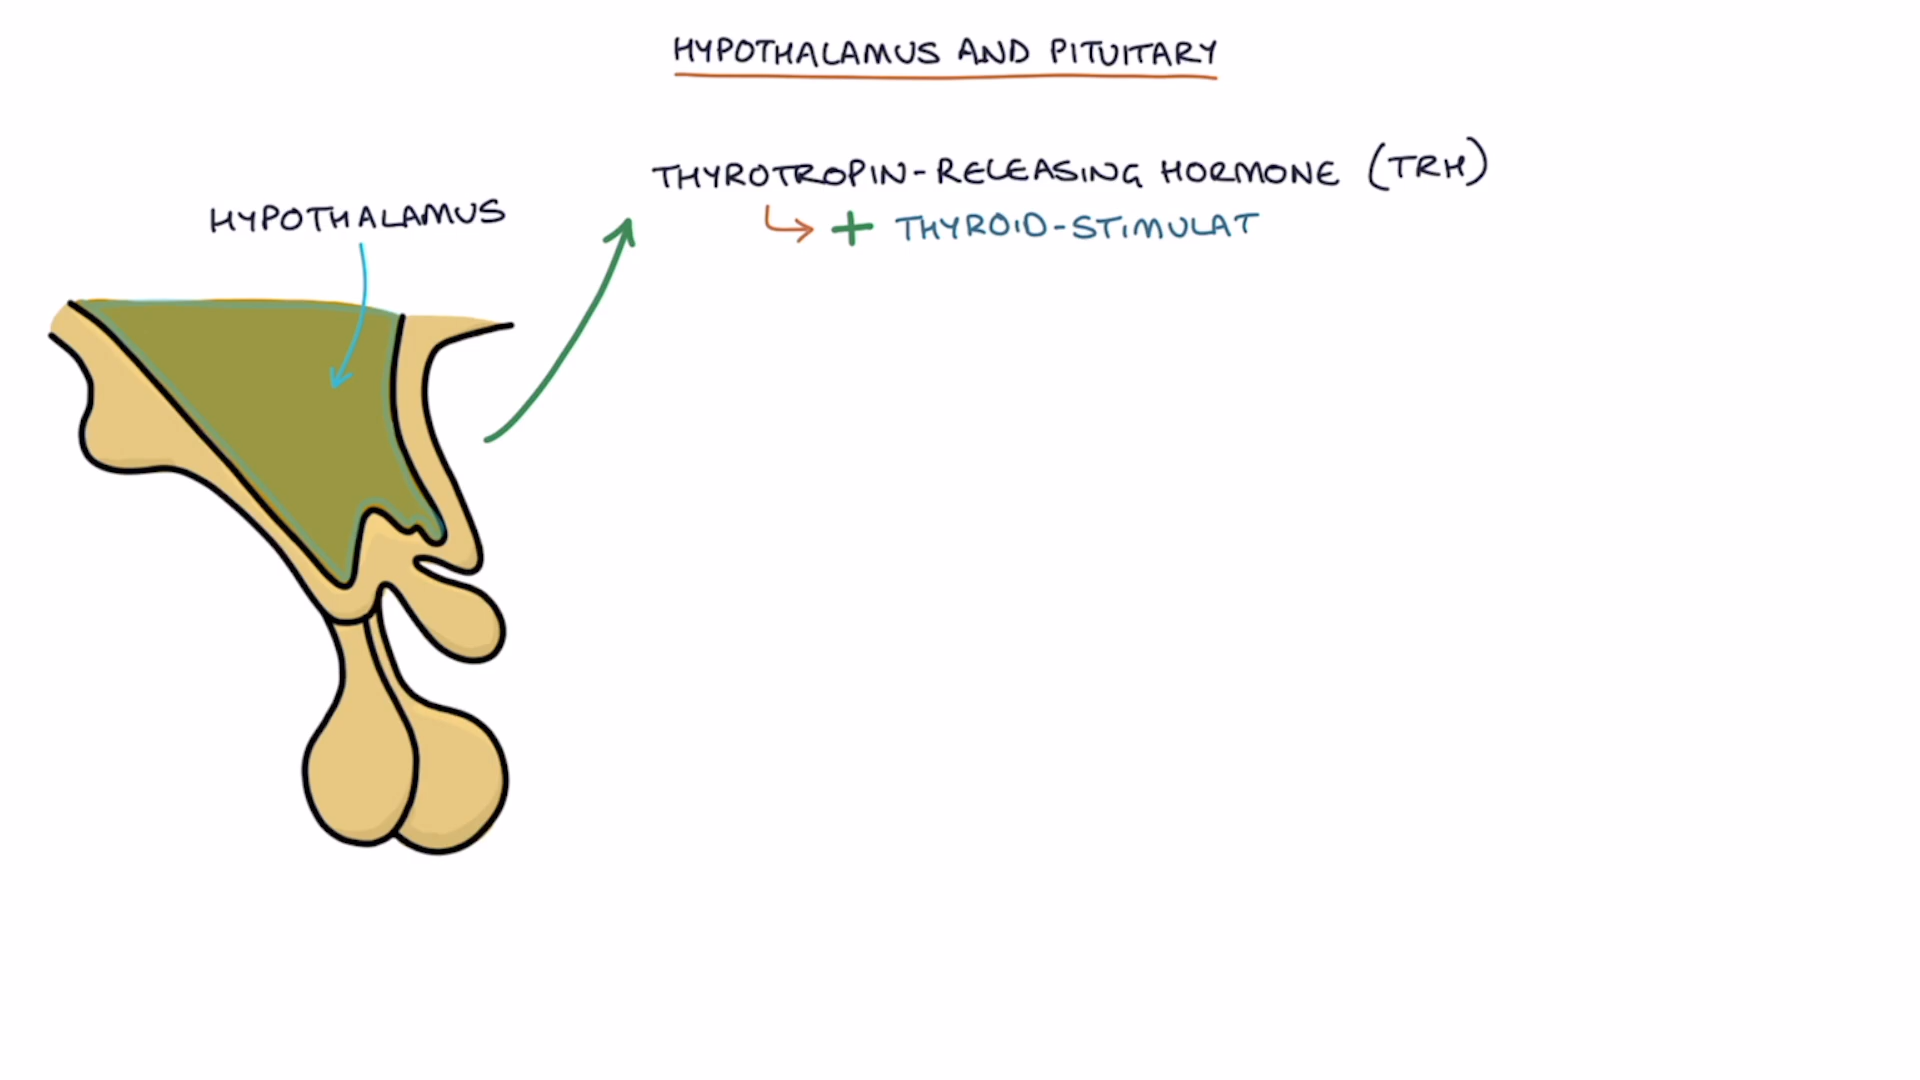 HYPOTHALAMUS AND PITUITARY
THYROTROPIN-RELEASING HORMONE (TRH)
+ THYROID-STIMULAT
HYPOTHALAMUS